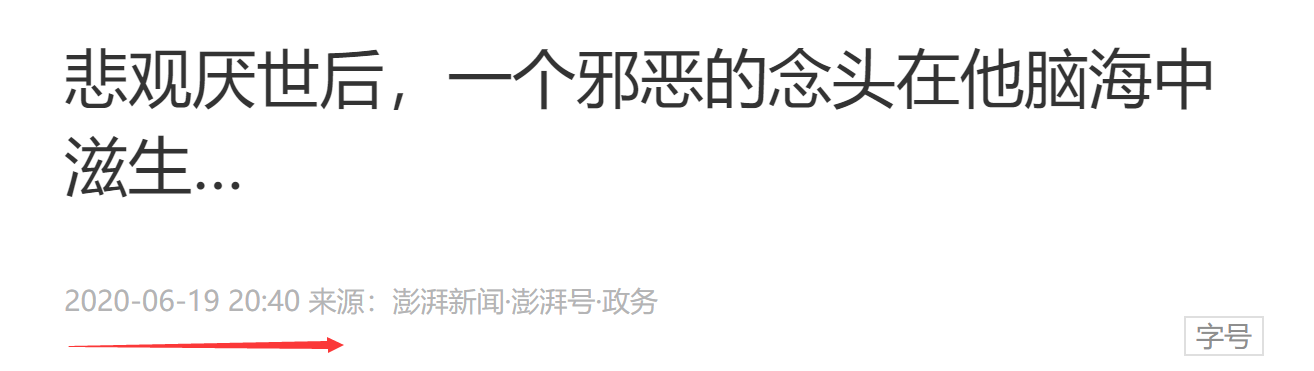 悲观厌世后，一个邪恶的念头在他脑海中
滋生...
2020-06-19 20:40 来源：澎湃新闻·澎湃号·政务
字号